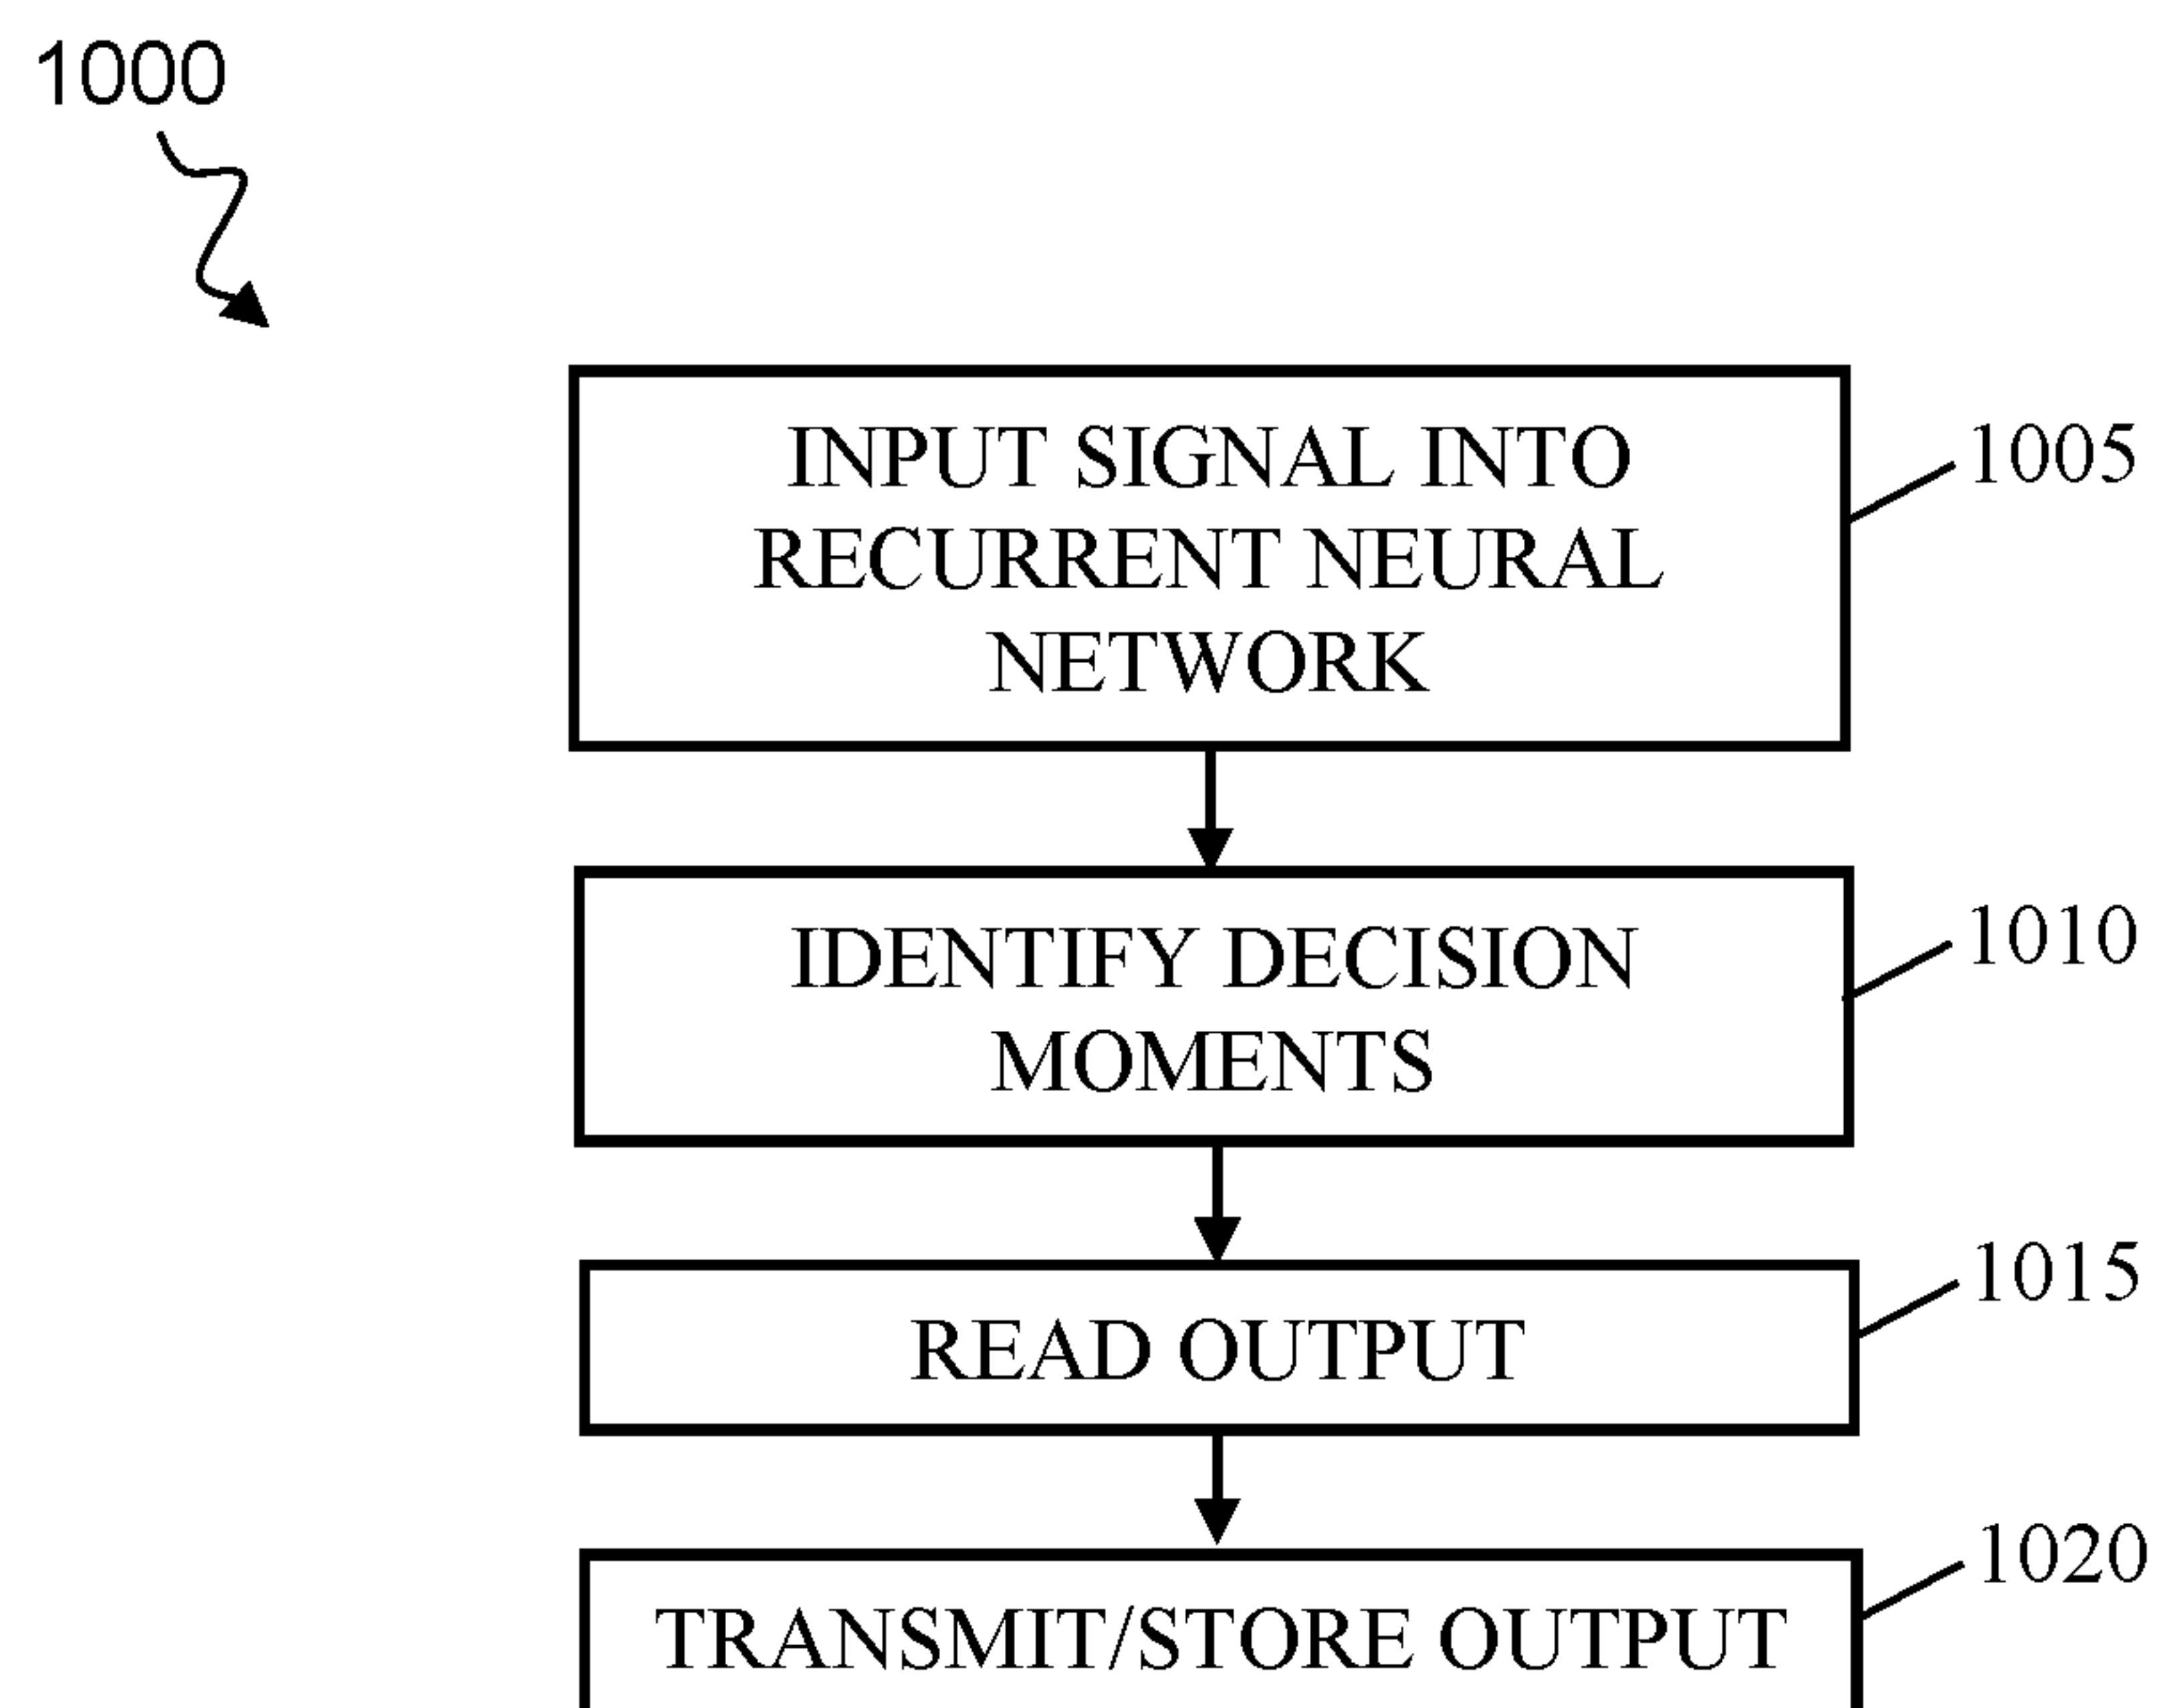 1000
INPUT SIGNAL INTO
RECURRENT NEURAL
NETWORK
1005
IDENTIFY DECISION
MOMENTS
1010
READ OUTPUT
1015
TRANSMIT/STORE OUTPUT
1020